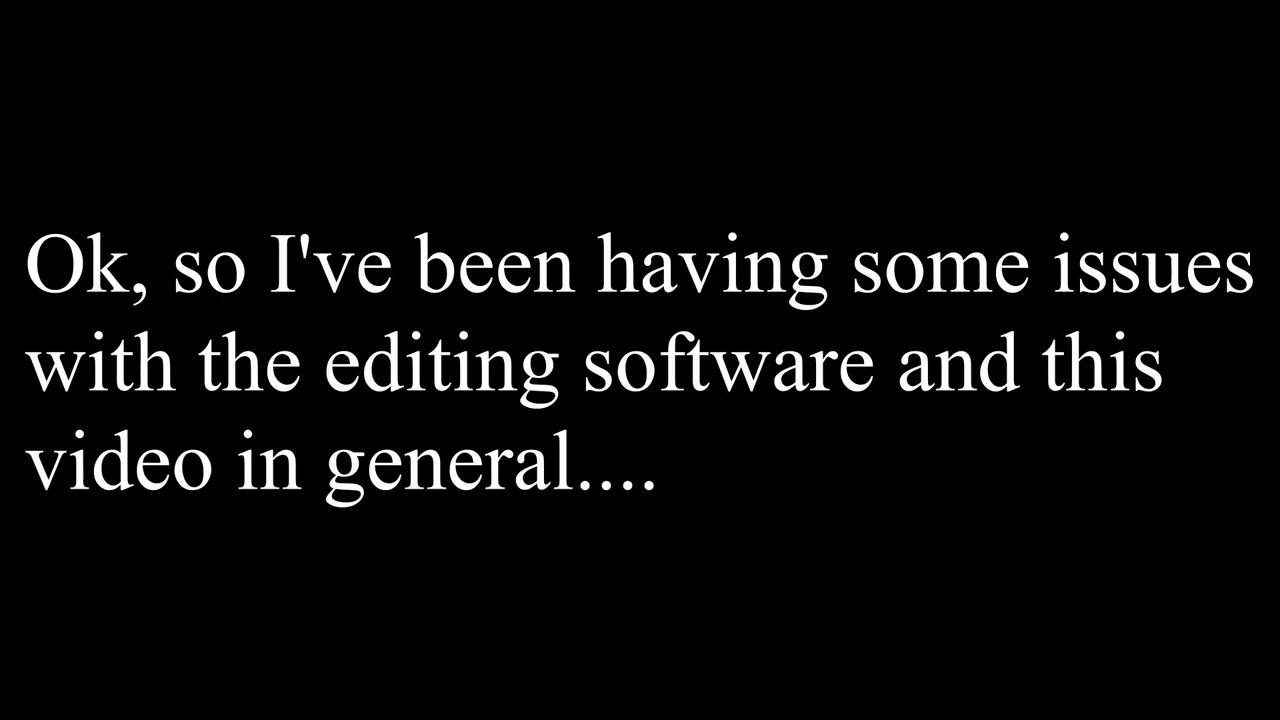 Ok, so I've been having some issues
with the editing software and this
video in general....